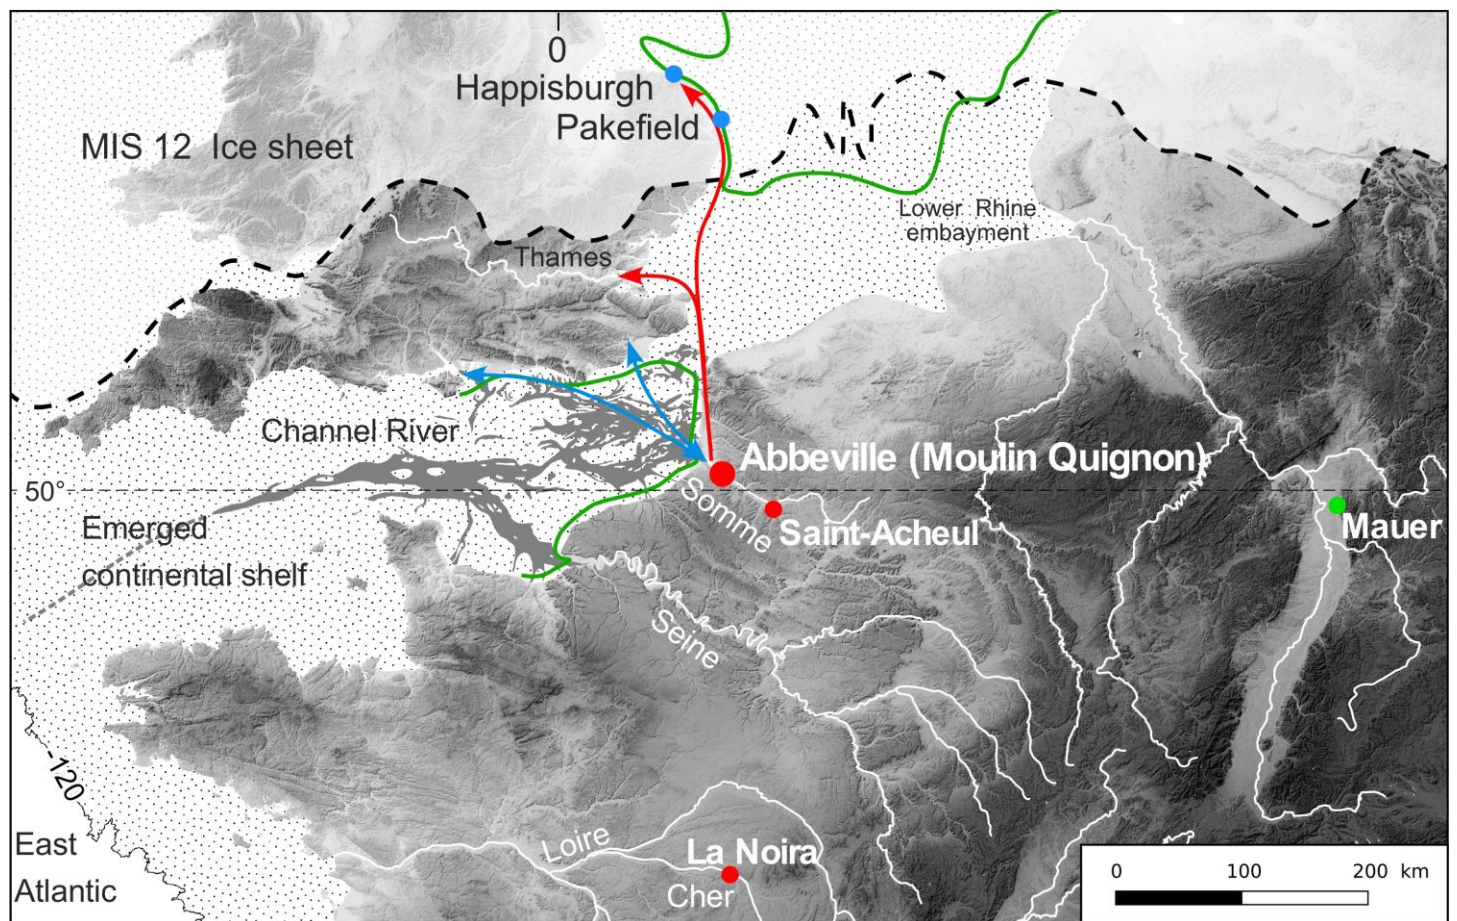 0
Happisburgh
Pakefield
MIS 12 Ice sheet
Lower Rhine
embayment
Thames
Channel River
Abbeville (Moulin Quignon)
50°
Somme
Saint-Acheul
Mauer
Emerged
continental shelf
Seine
-120
East
Atlantic
Loire
La Noira
Cher
0 100 200 km